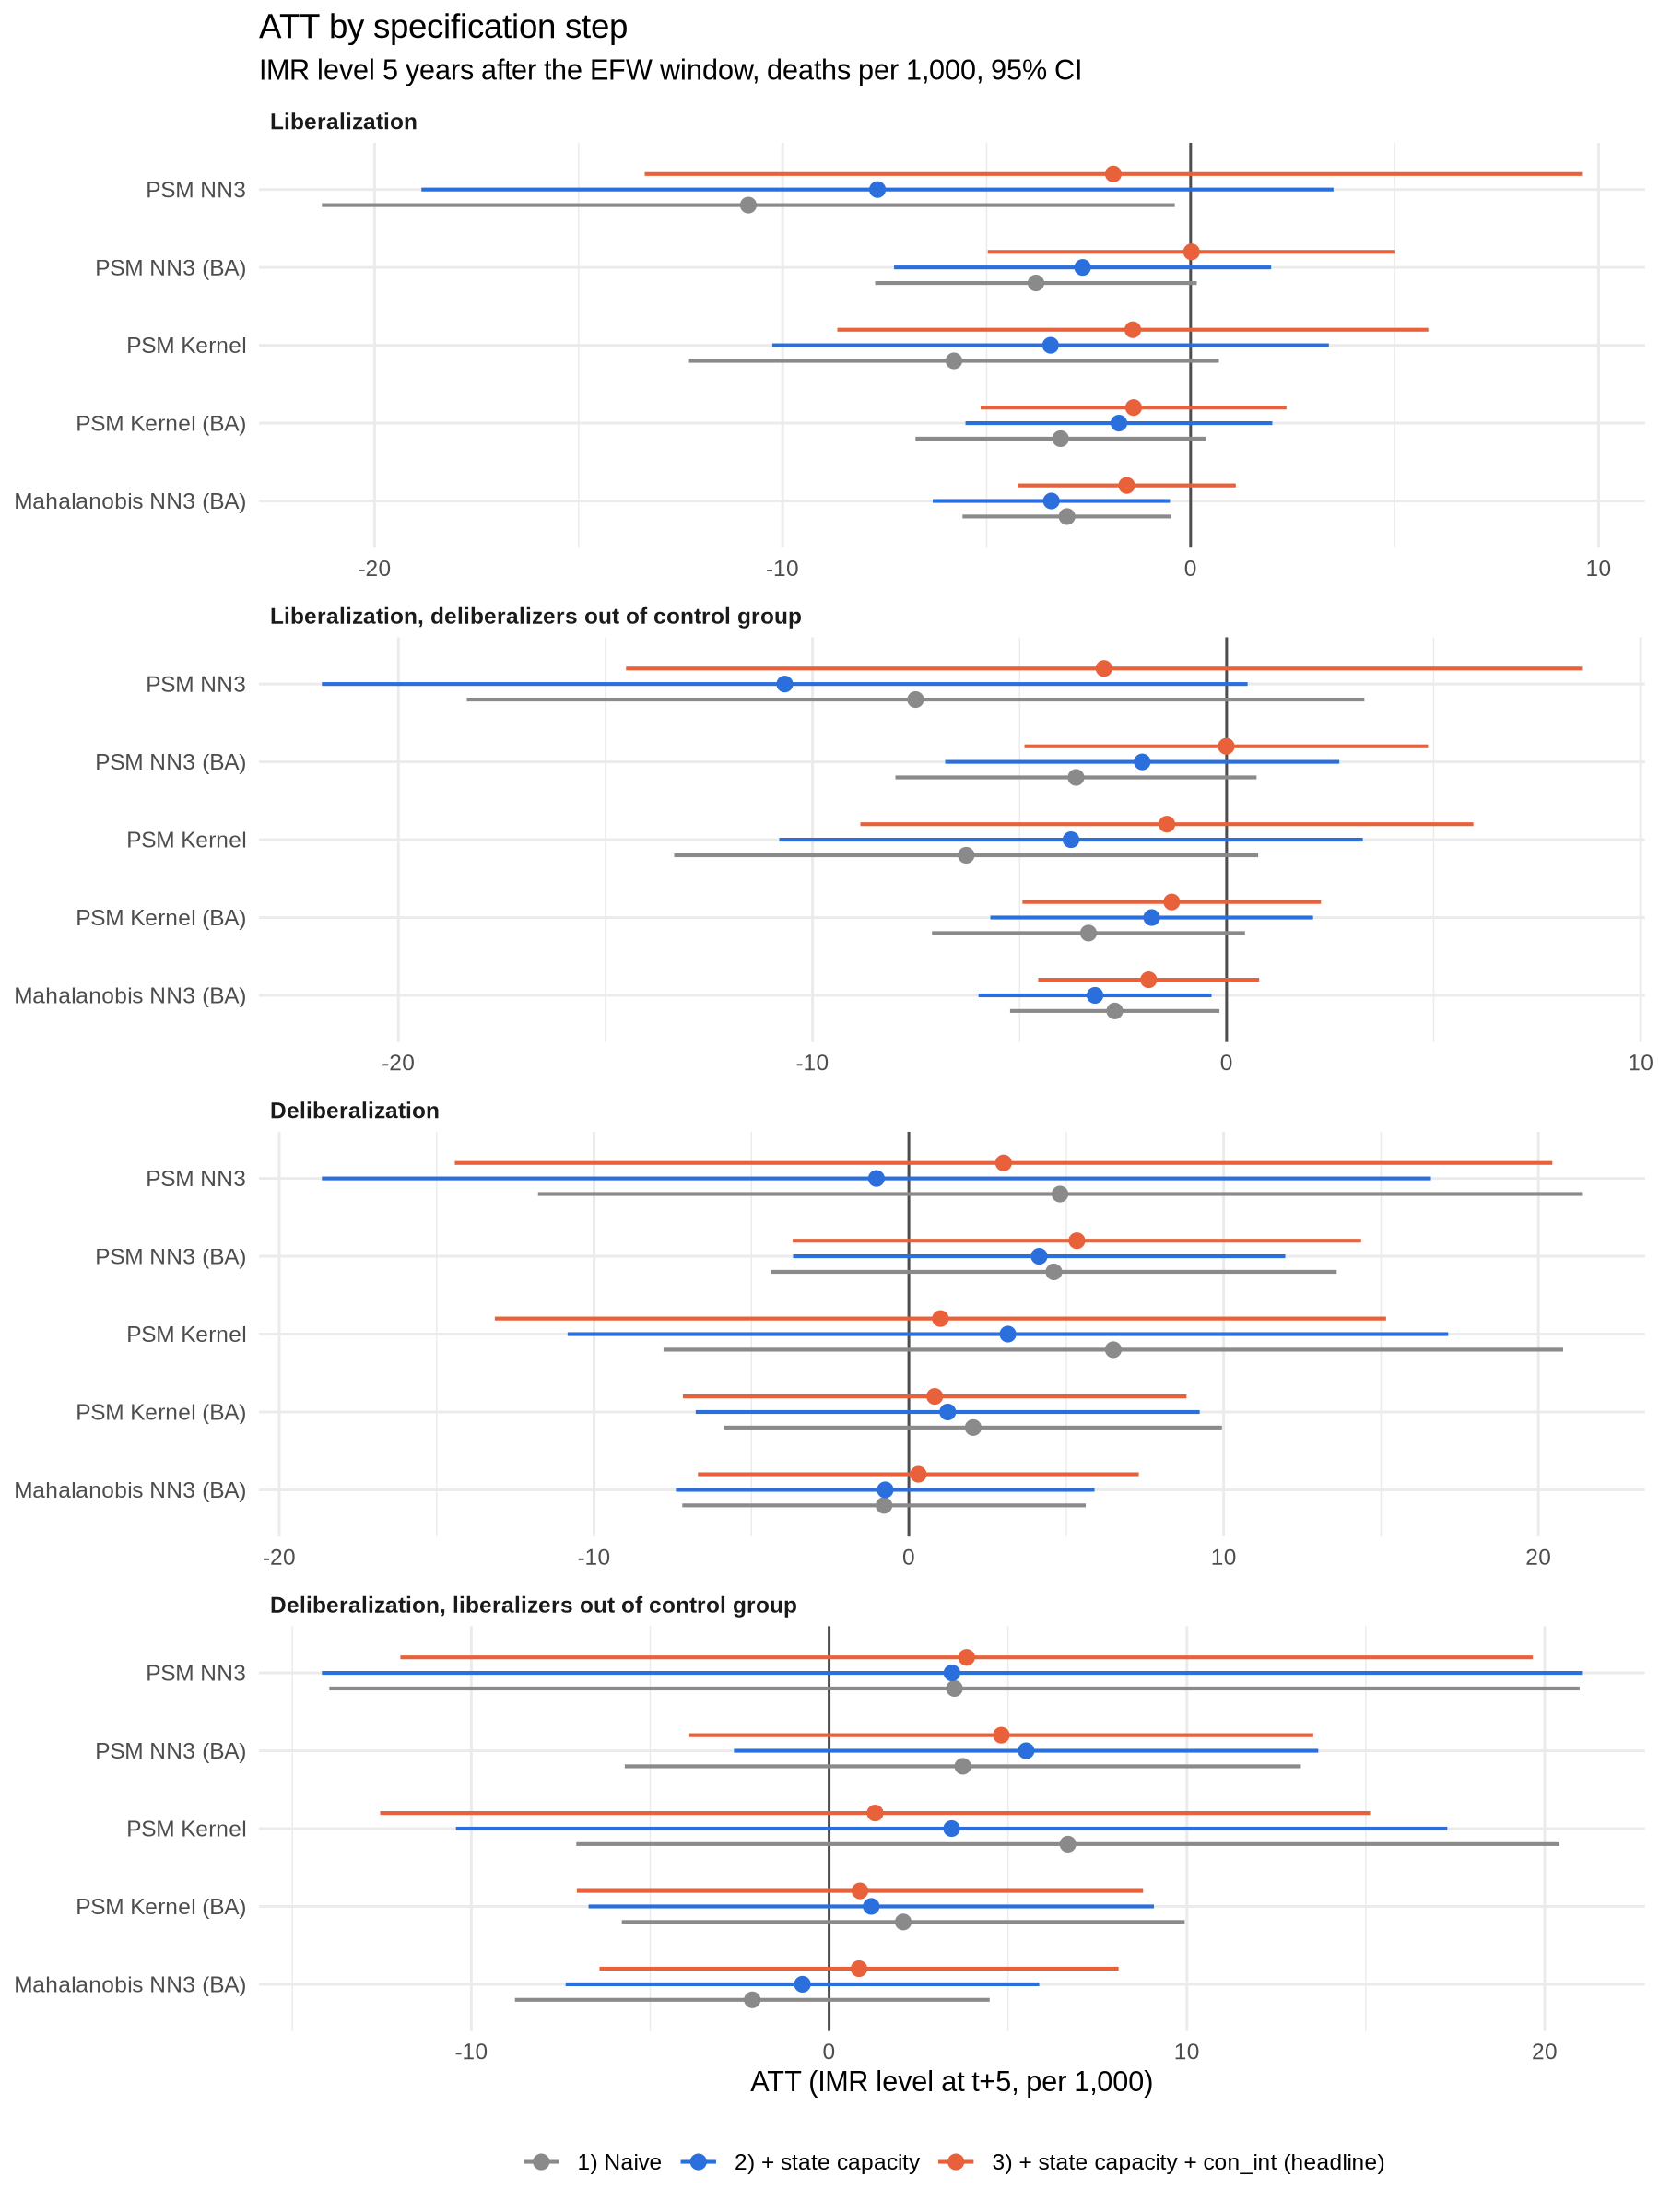 ATT by specification step
IMR level 5 years after the EFW window, deaths per 1,000, 95% CI
Liberalization
PSM NN3
PSM NN3 (BA)
PSM Kernel
PSM Kernel (BA)
Mahalanobis NN3 (BA)
-20 -10 0 10
Liberalization, deliberalizers out of control group
PSM NN3
PSM NN3 (BA)
PSM Kernel
PSM Kernel (BA)
Mahalanobis NN3 (BA)
-20 -10 0 10
Deliberalization
PSM NN3
PSM NN3 (BA)
PSM Kernel
PSM Kernel (BA)
Mahalanobis NN3 (BA)
-20 -10 0 10 20
Deliberalization, liberalizers out of control group
PSM NN3
PSM NN3 (BA)
PSM Kernel
PSM Kernel (BA)
Mahalanobis NN3 (BA)
-10 0 10 20
ATT (IMR level at t+5, per 1,000)
1) Naive 2) + state capacity 3) + state capacity + con_int (headline)